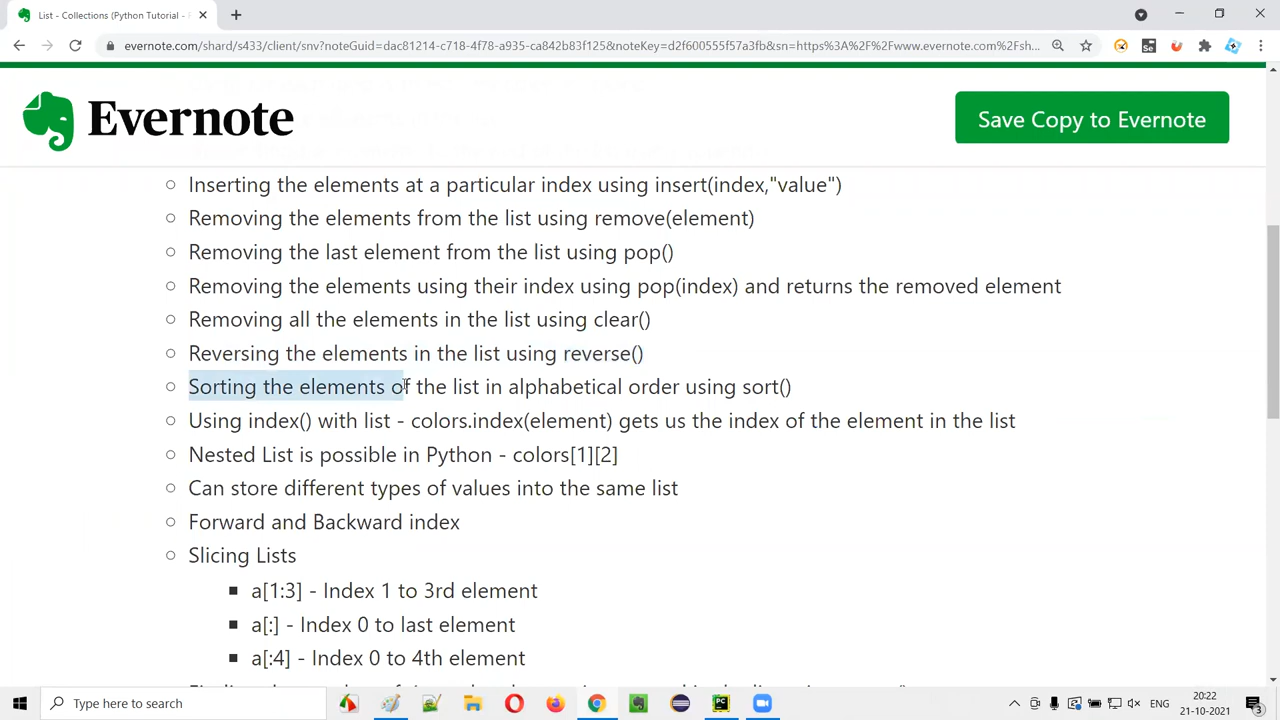 List - Collections (Python Tutorial -
evernote.com/shard/s433/client/snv?noteGuid=dac81214-c718-4f78-a935-ca842b83f125&noteKey=d2f600555f57a3fb&sn=https%3A%2F%2Fwww.evernote.com%2Fsh...
Evernote
Save Copy to Evernote
Inserting the elements at a particular index using insert(index,"value")
Removing the elements from the list using remove(element)
Removing the last element from the list using pop()
Removing the elements using their index using pop(index) and returns the removed element
Removing all the elements in the list using clear()
Reversing the elements in the list using reverse()
Sorting the elements of the list in alphabetical order using sort()
Using index() with list - colors.index(element) gets us the index of the element in the list
Nested List is possible in Python - colors[1][2]
Can store different types of values into the same list
Forward and Backward index
Slicing Lists
a[1:3] - Index 1 to 3rd element
a[:] - Index 0 to last element
a[:4] - Index 0 to 4th element
Type here to search
ENG
20:22
21-10-2021
3